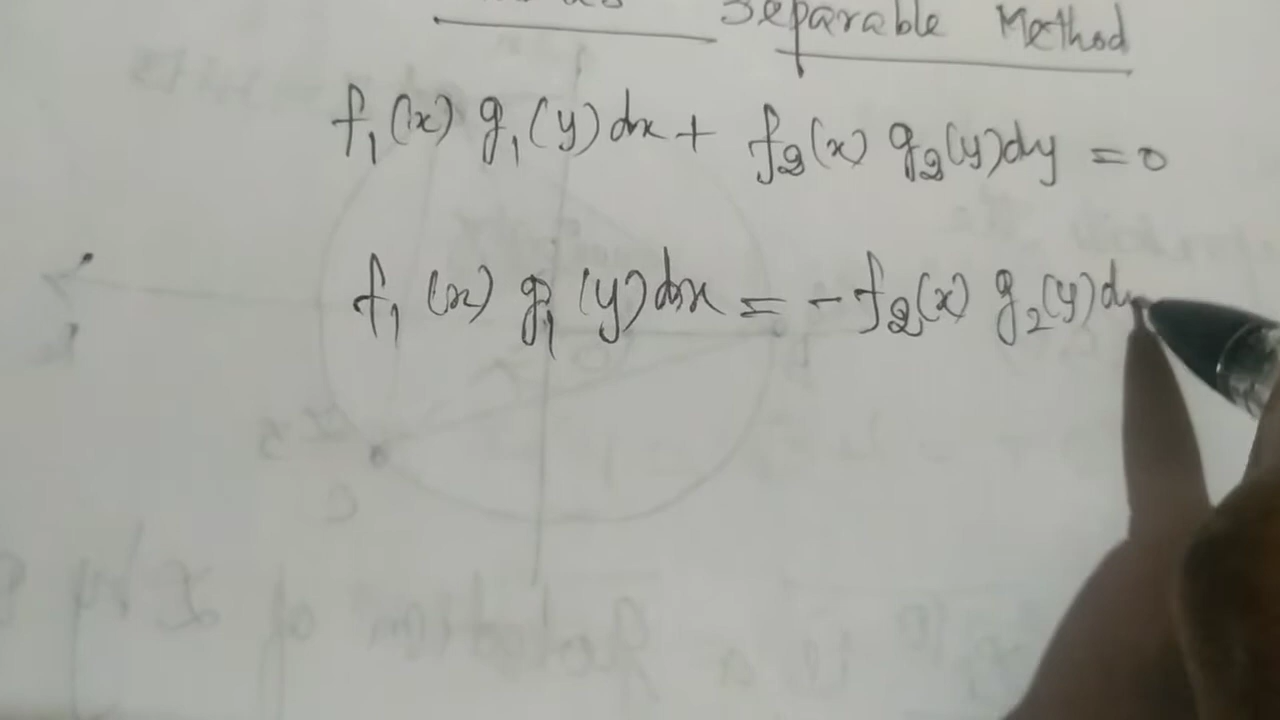 Separable Method
f₁(x) g₁(y)dx + f₂(x) g₂(y)dy = 0
f₁(x) g₁(y)dx = -f₂(x) g₂(y)dy